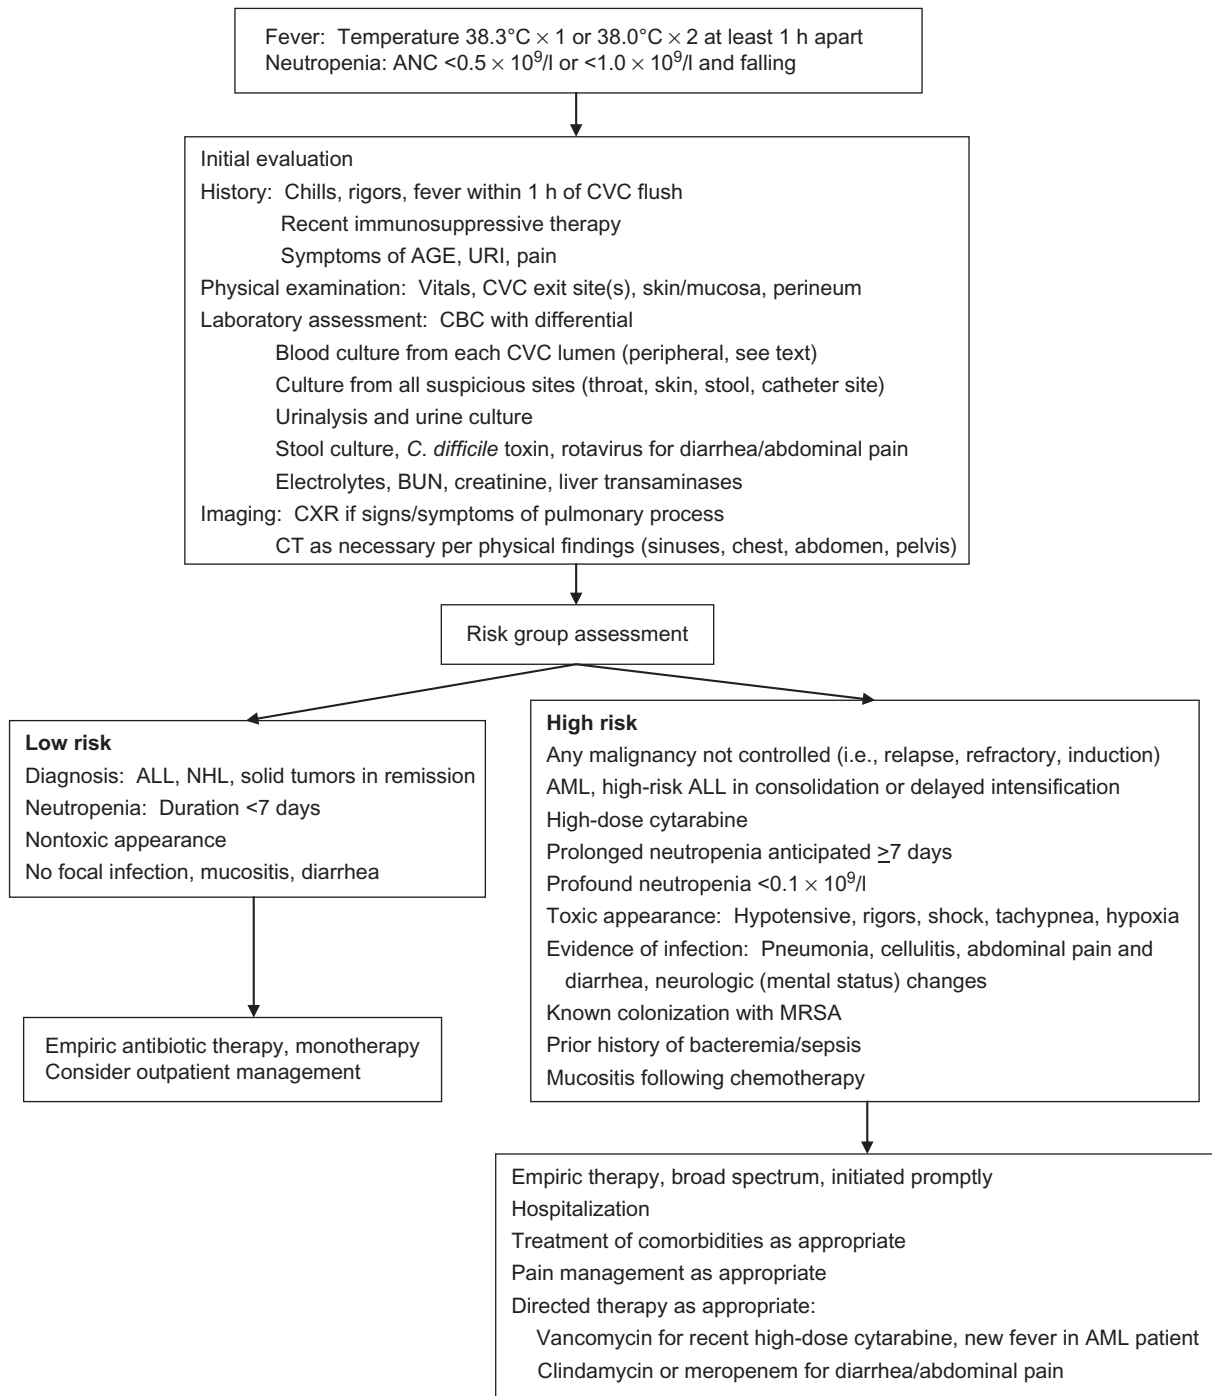 Fever: Temperature 38.3°C × 1 or 38.0°C × 2 at least 1 h apart
Neutropenia: ANC <0.5 × 10⁹/l or <1.0 × 10⁹/l and falling
Initial evaluation
History: Chills, rigors, fever within 1 h of CVC flush
Recent immunosuppressive therapy
Symptoms of AGE, URI, pain
Physical examination: Vitals, CVC exit site(s), skin/mucosa, perineum
Laboratory assessment: CBC with differential
Blood culture from each CVC lumen (peripheral, see text)
Culture from all suspicious sites (throat, skin, stool, catheter site)
Urinalysis and urine culture
Stool culture, C. difficile toxin, rotavirus for diarrhea/abdominal pain
Electrolytes, BUN, creatinine, liver transaminases
Imaging: CXR if signs/symptoms of pulmonary process
CT as necessary per physical findings (sinuses, chest, abdomen, pelvis)
Risk group assessment
Low risk
Diagnosis: ALL, NHL, solid tumors in remission
Neutropenia: Duration <7 days
Nontoxic appearance
No focal infection, mucositis, diarrhea
Empiric antibiotic therapy, monotherapy
Consider outpatient management
High risk
Any malignancy not controlled (i.e., relapse, refractory, induction)
AML, high-risk ALL in consolidation or delayed intensification
High-dose cytarabine
Prolonged neutropenia anticipated ≥7 days
Profound neutropenia <0.1 × 10⁹/l
Toxic appearance: Hypotensive, rigors, shock, tachypnea, hypoxia
Evidence of infection: Pneumonia, cellulitis, abdominal pain and
diarrhea, neurologic (mental status) changes
Known colonization with MRSA
Prior history of bacteremia/sepsis
Mucositis following chemotherapy
Empiric therapy, broad spectrum, initiated promptly
Hospitalization
Treatment of comorbidities as appropriate
Pain management as appropriate
Directed therapy as appropriate:
Vancomycin for recent high-dose cytarabine, new fever in AML patient
Clindamycin or meropenem for diarrhea/abdominal pain